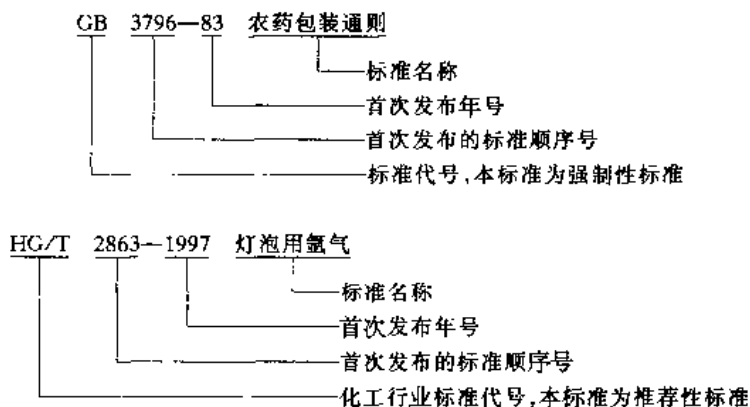 GB 3796—83 农药包装通则
标准名称
首次发布年号
首次发布的标准顺序号
标准代号,本标准为强制性标准
HG/T 2863—1997 灯泡用氩气
标准名称
首次发布年号
首次发布的标准顺序号
化工行业标准代号,本标准为推荐性标准